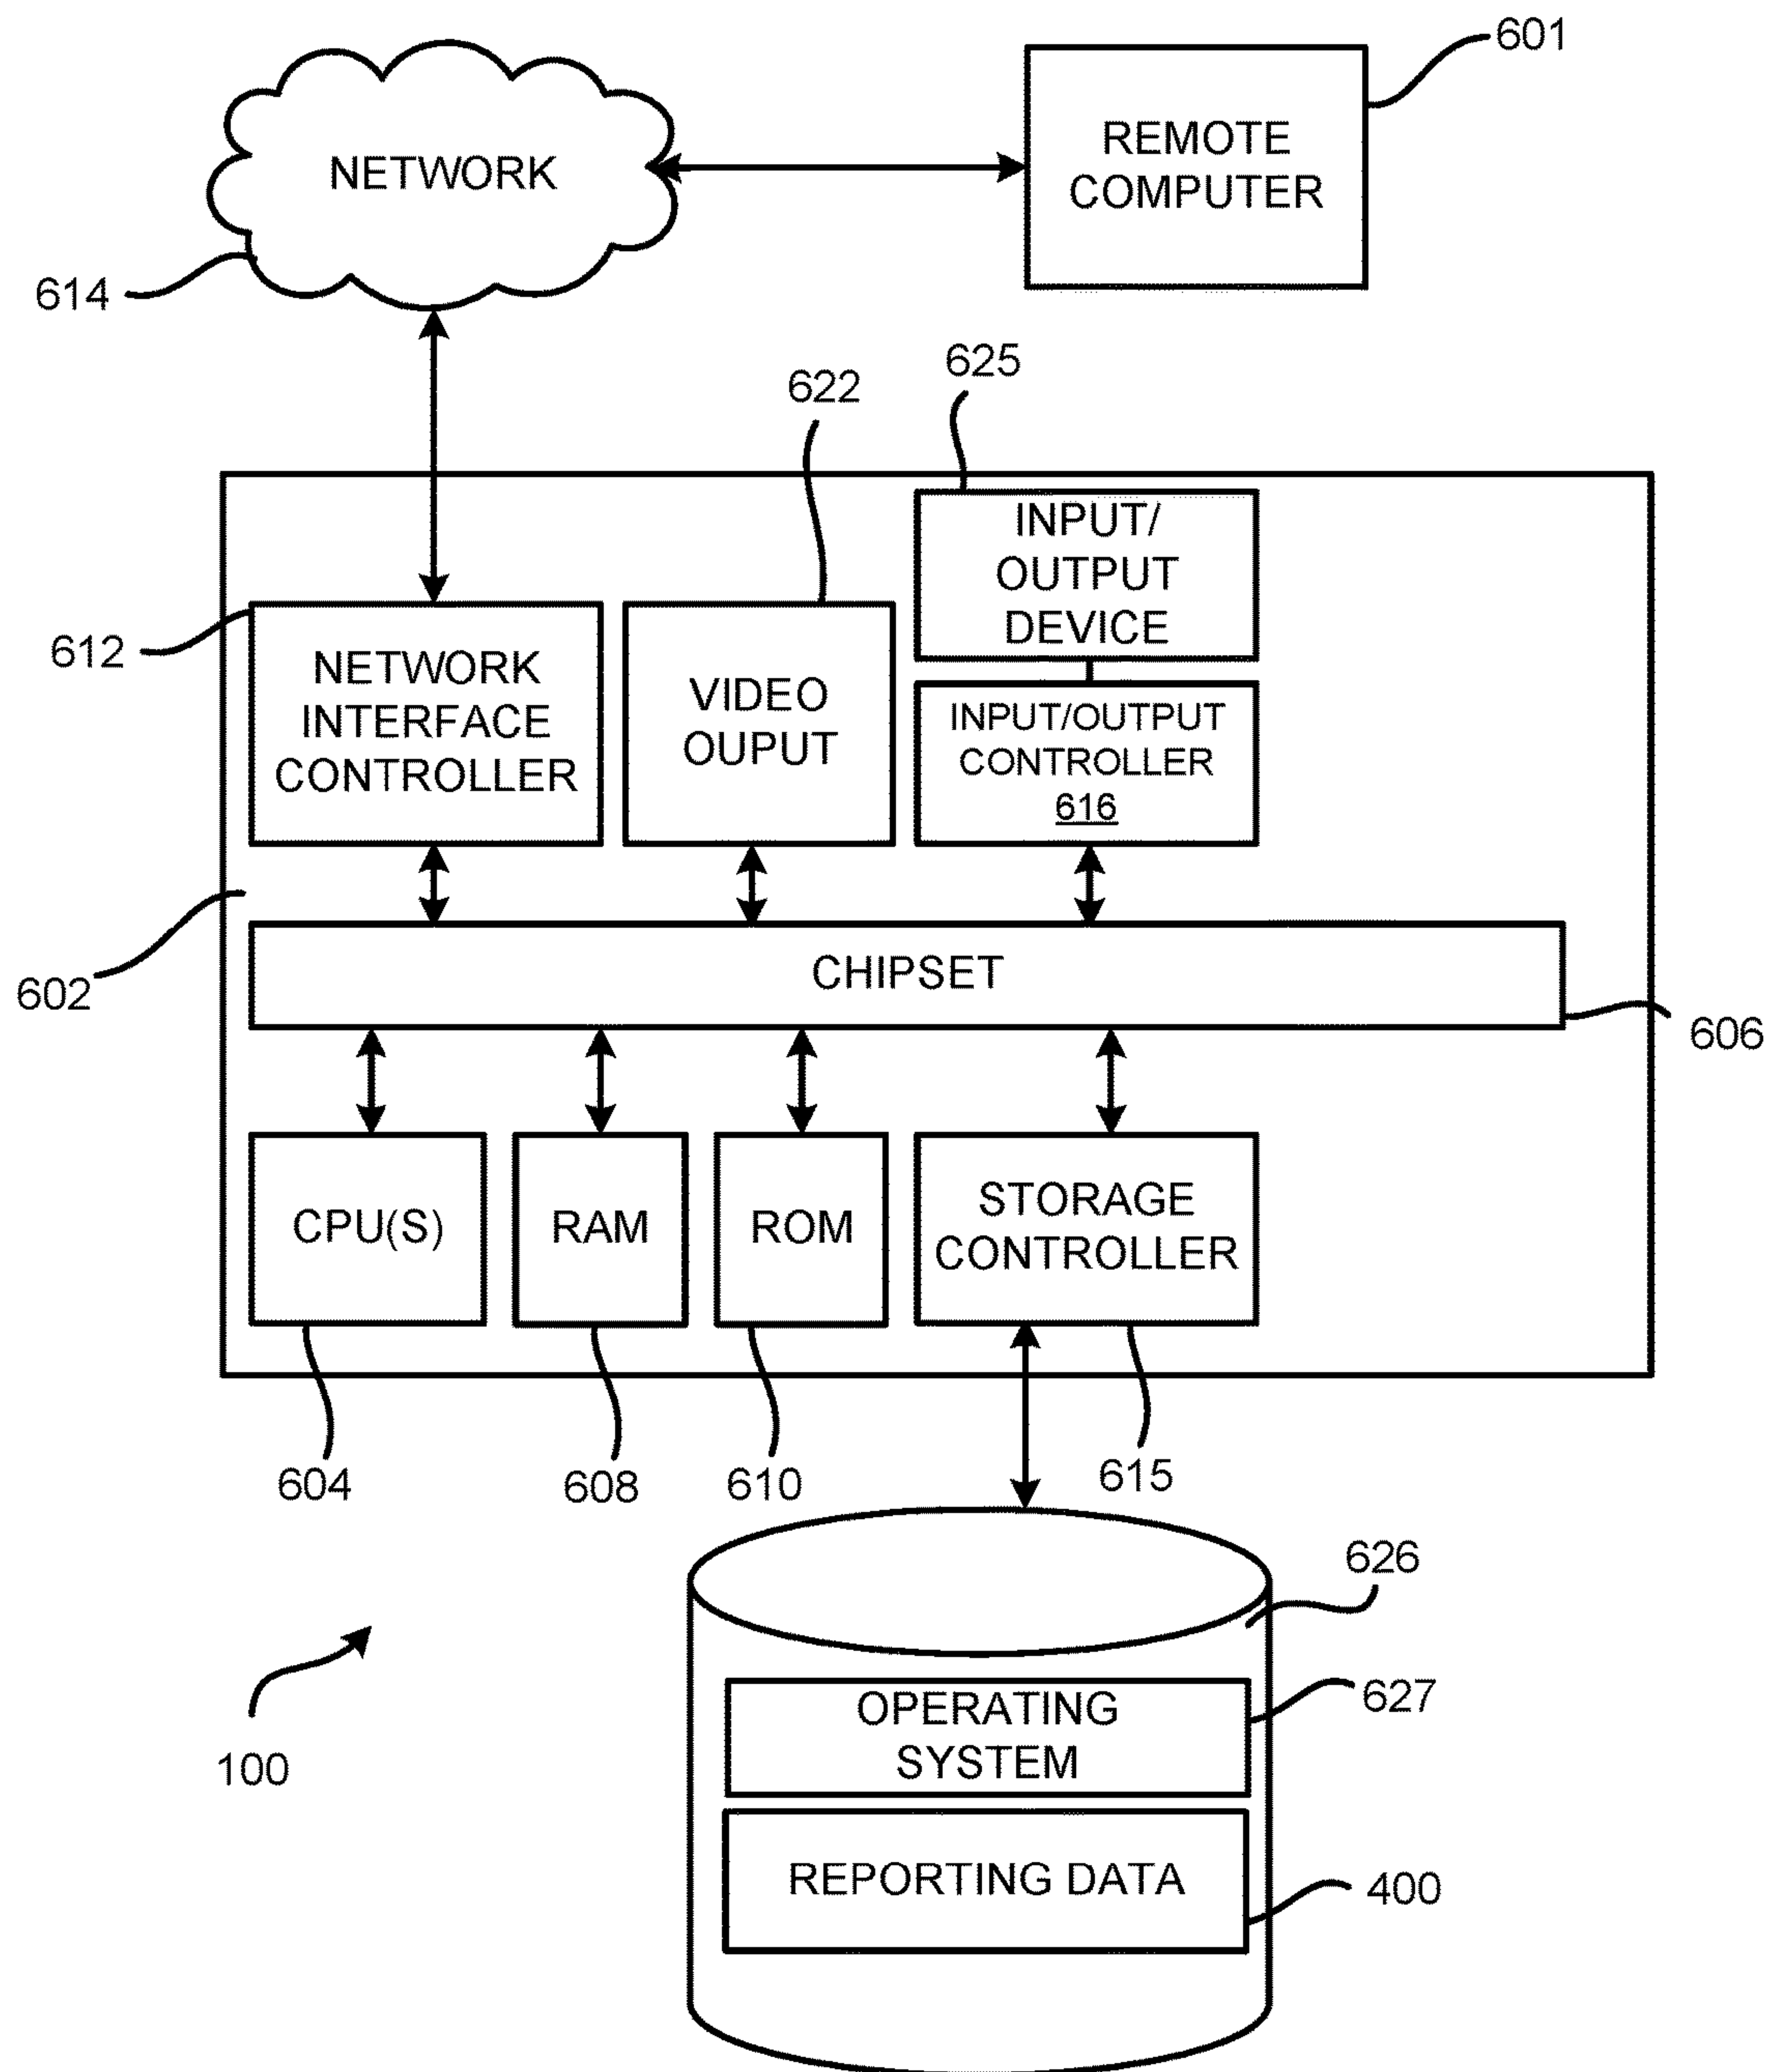 601
NETWORK
REMOTE
COMPUTER
614
625
622
INPUT/
OUTPUT
DEVICE
612
NETWORK
INTERFACE
CONTROLLER
VIDEO
OUPUT
INPUT/OUTPUT
CONTROLLER
616
602
CHIPSET
606
CPU(S)
RAM
ROM
STORAGE
CONTROLLER
604
608
610
615
626
OPERATING
SYSTEM
627
100
REPORTING DATA
400